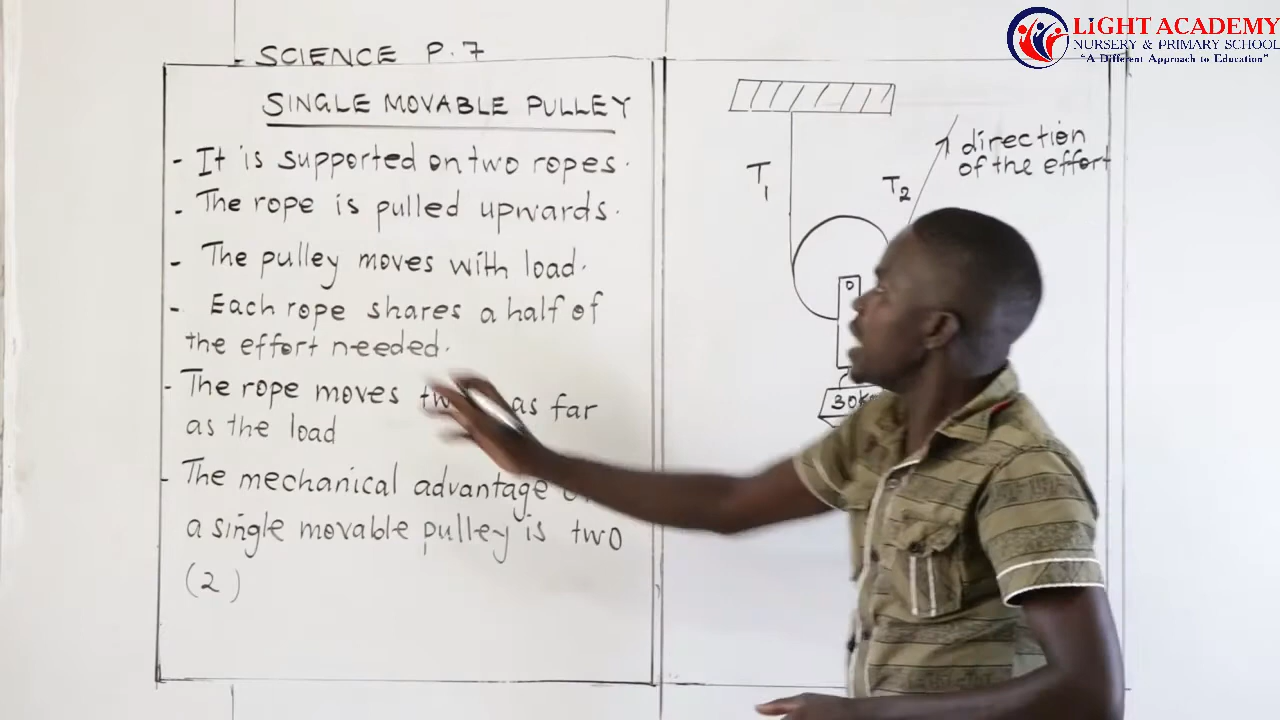 LIGHT ACADEMY
NURSERY & PRIMARY SCHOOL
"A Different Approach to Education"
SCIENCE P.7
SINGLE MOVABLE PULLEY
- It is supported on two ropes.
- The rope is pulled upwards.
- The pulley moves with load.
- Each rope shares a half of
the effort needed.
- The rope moves as far
as the load
- The mechanical advantage
a single movable pulley is two
(2)
T1
T2
direction
of the effort